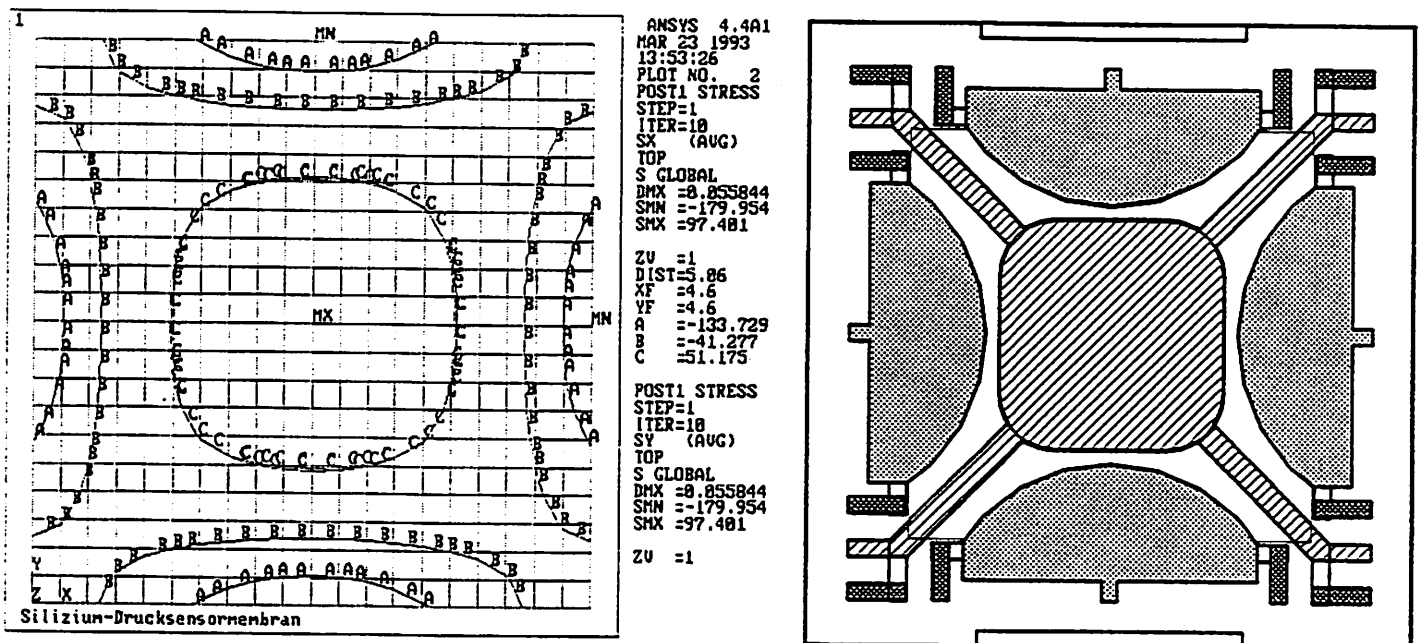 1
MN
MX
MN
Y
Z X
Silizium-Drucksensormembran
ANSYS 4.4A1
MAR 23 1993
13:53:26
PLOT NO. 2
POST1 STRESS
STEP=1
ITER=10
SX (AVG)
TOP
S GLOBAL
DMX =0.055844
SMN =-179.954
SMX =97.401
ZV =1
DIST=5.06
XF =4.6
YF =4.6
A =-133.729
B =-41.277
C =51.175
POST1 STRESS
STEP=1
ITER=10
SY (AVG)
TOP
S GLOBAL
DMX =0.055844
SMN =-179.954
SMX =97.401
ZV =1